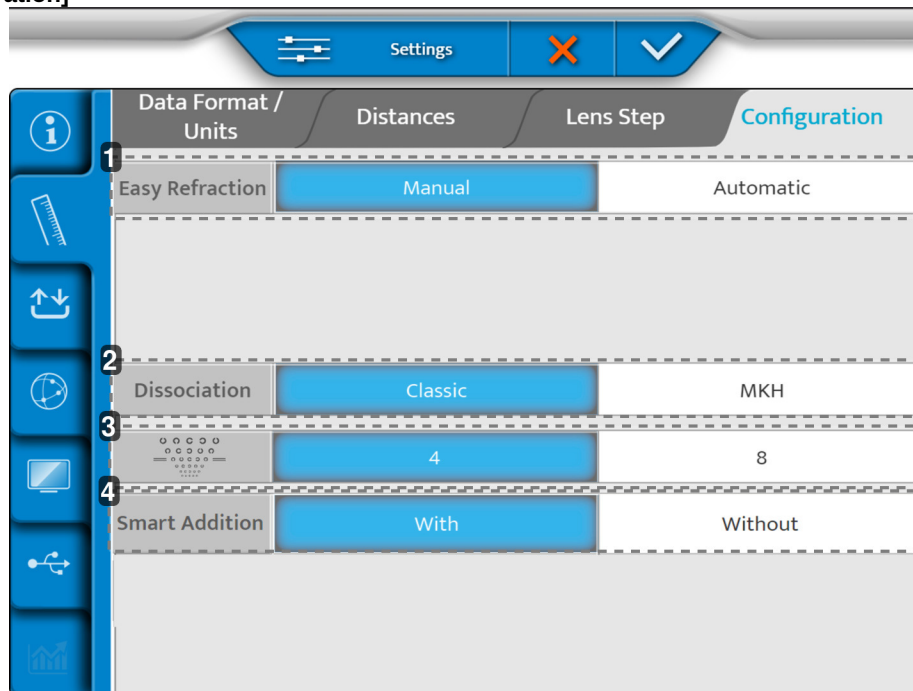 ation]
Settings
Data Format / Units
Distances
Lens Step
Configuration
1
Easy Refraction
Manual
Automatic
2
Dissociation
Classic
MKH
3
4
8
4
Smart Addition
With
Without